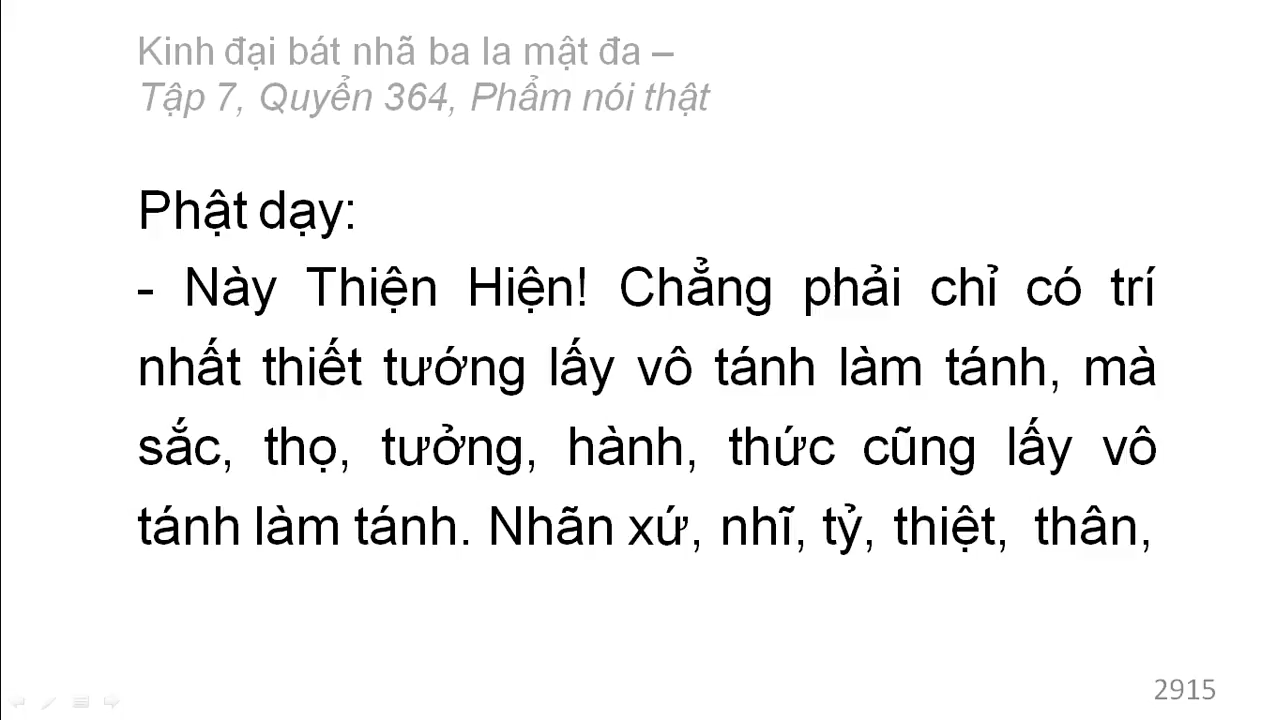 Kinh đại bát nhã ba la mật đa –
Tập 7, Quyển 364, Phẩm nói thật
Phật dạy:
- Này Thiện Hiện! Chẳng phải chỉ có trí
nhất thiết tướng lấy vô tánh làm tánh, mà
sắc, thọ, tưởng, hành, thức cũng lấy vô
tánh làm tánh. Nhãn xứ, nhĩ, tỷ, thiệt, thân,
2915